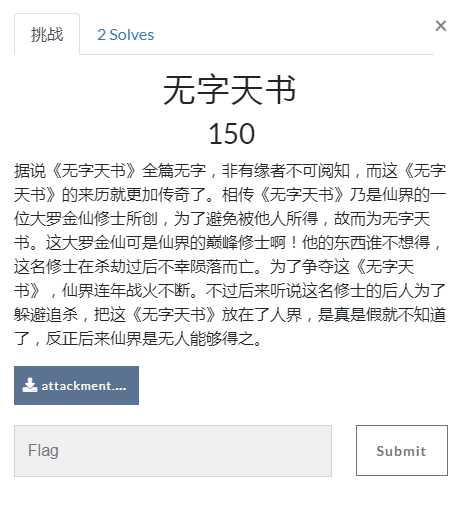 挑战 2 Solves ×
无字天书
150
据说《无字天书》全篇无字，非有缘者不可阅知，而这《无字
天书》的来历就更加传奇了。相传《无字天书》乃是仙界的一
位大罗金仙修士所创，为了避免被他人所得，故而为无字天
书。这大罗金仙可是仙界的巅峰修士啊！他的东西谁不想得，
这名修士在杀劫过后不幸陨落而亡。为了争夺这《无字天
书》，仙界连年战火不断。不过后来听说这名修士的后人为了
躲避追杀，把这《无字天书》放在了人界，是真是假就不知道
了，反正后来仙界是无人能够得之。
attackment....
Flag Submit